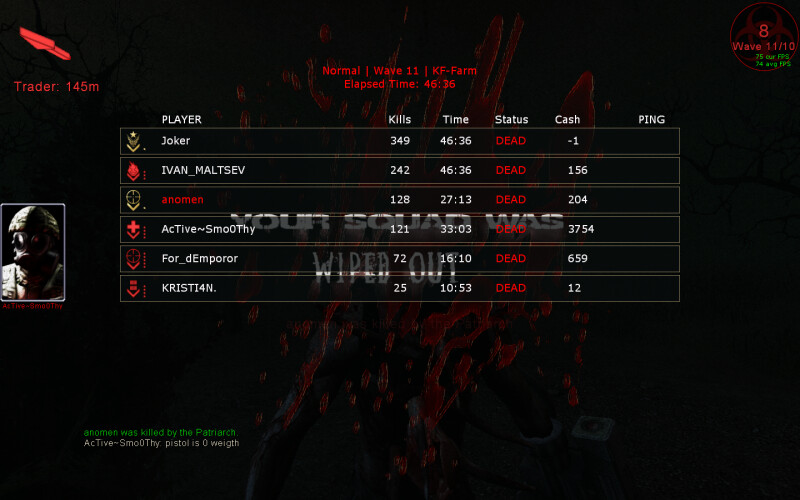 8
Wave 11/10
75 cur FPS
74 avg FPS
Trader: 145m
Normal | Wave 11 | KF-Farm
Elapsed Time: 46:36
PLAYER Kills Time Status Cash PING
Joker 349 46:36 DEAD -1
IVAN_MALTSEV 242 46:36 DEAD 156
anomen 128 27:13 DEAD 204
YOUR SQUAD WAS
AcTive~Smo0Thy 121 33:03 DEAD 3754
For_dEmporor 72 16:10 DEAD 659
WIPED OUT
KRISTI4N. 25 10:53 DEAD 12
AcTive~Smo0Thy
anomen was killed by the Patriarch.
AcTive~Smo0Thy: pistol is 0 weigth